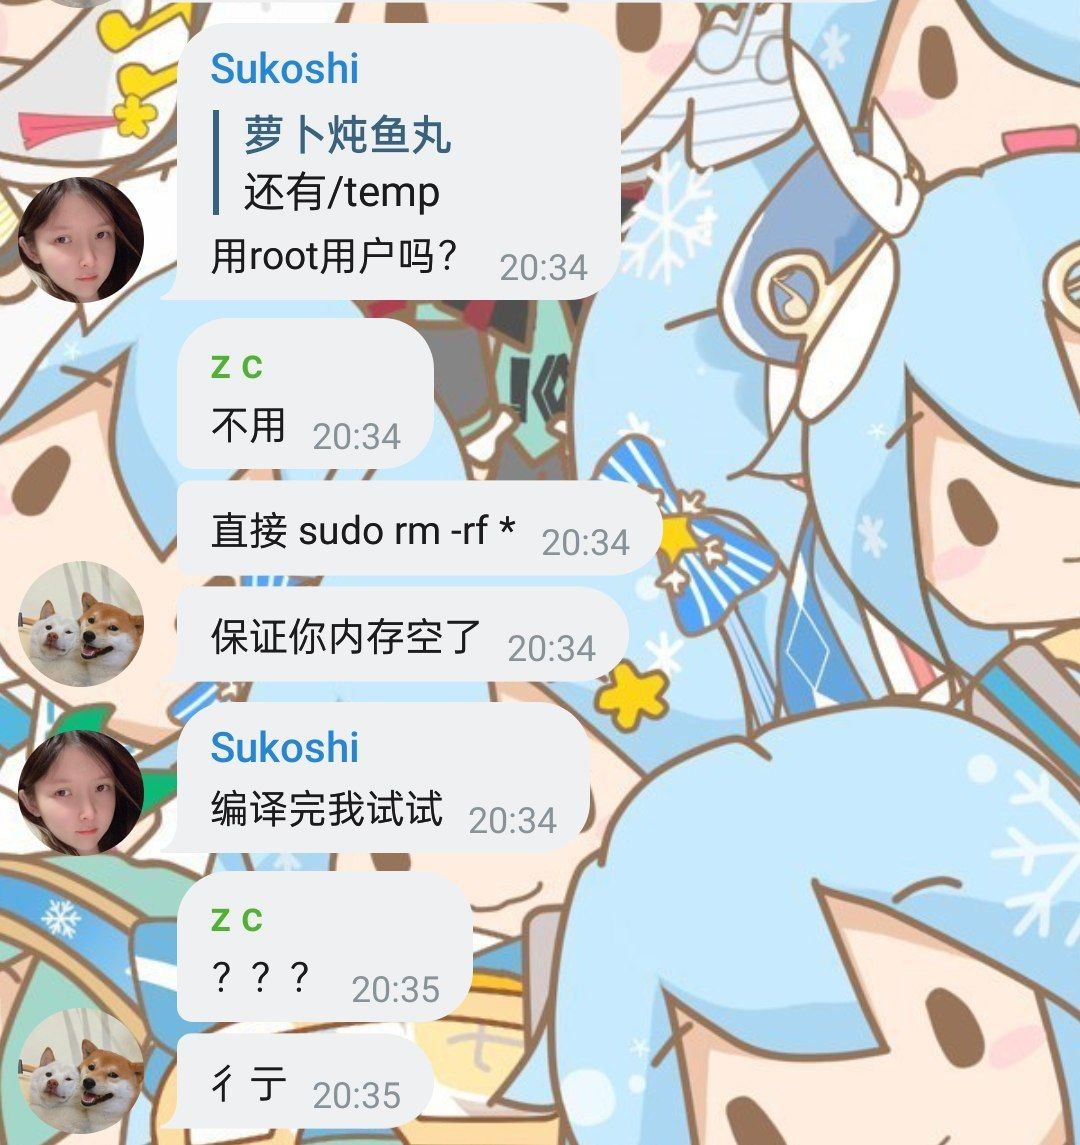 Sukoshi
萝卜炖鱼丸
还有/temp
用root用户吗？ 20:34
z c
不用 20:34
直接 sudo rm -rf * 20:34
保证你内存空了 20:34
Sukoshi
编译完我试试 20:34
z c
？？？ 20:35
彳亍 20:35